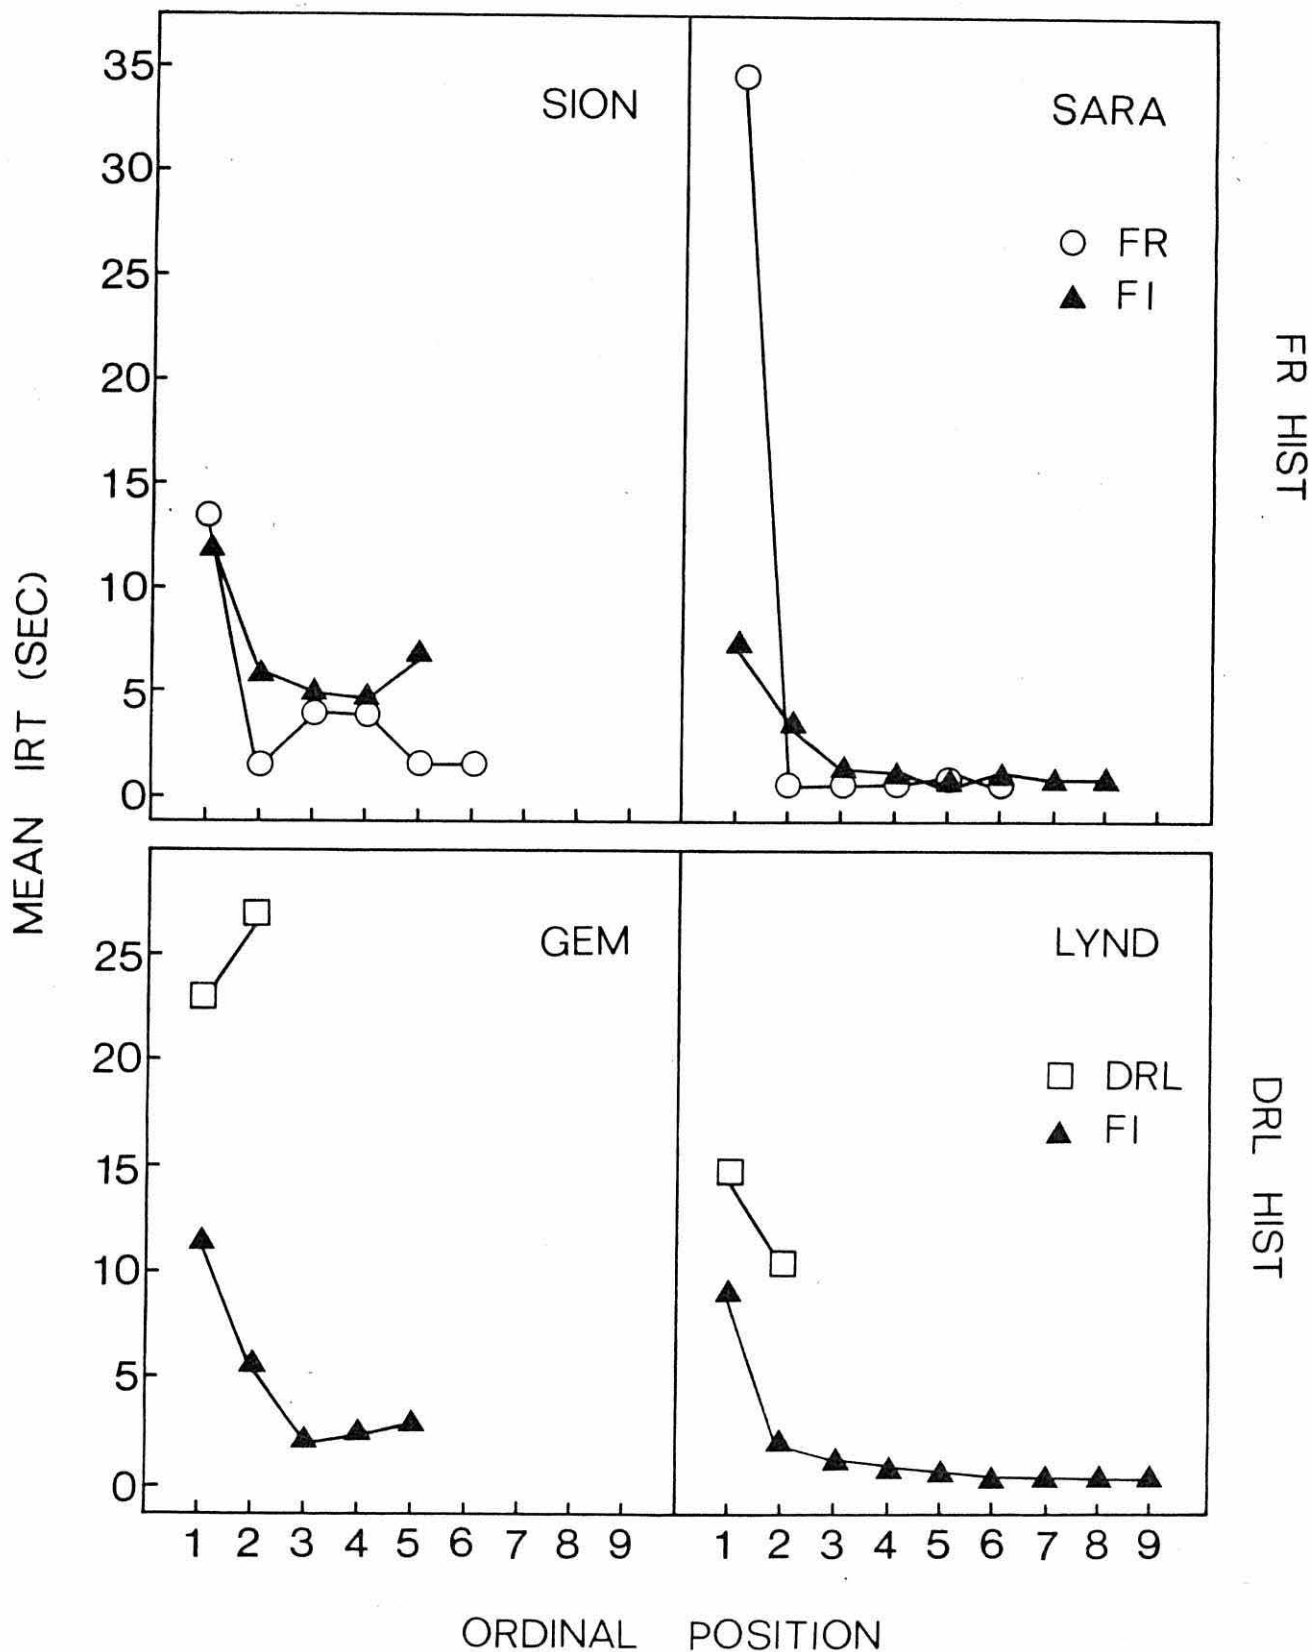 35
30
25
20
15
10
5
0
SION
SARA
FR
FI
FR HIST
MEAN IRT (SEC)
25
20
15
10
5
0
GEM
LYND
DRL
FI
DRL HIST
1 2 3 4 5 6 7 8 9
1 2 3 4 5 6 7 8 9
ORDINAL POSITION